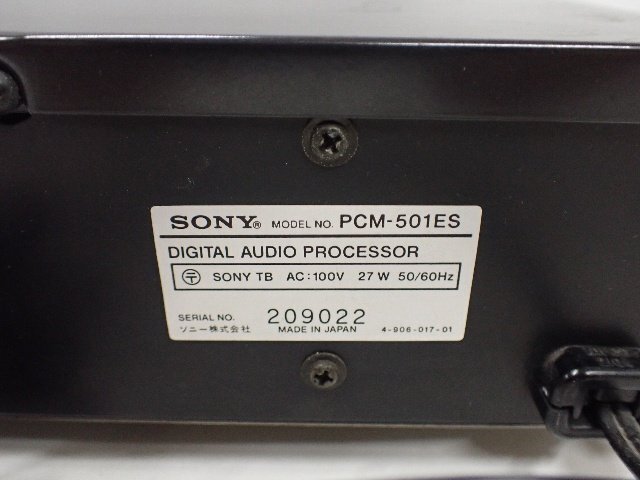 SONY® MODEL NO. PCM-501ES
DIGITAL AUDIO PROCESSOR
〶 SONY TB AC:100V 27W 50/60Hz
SERIAL NO. 209022
ソニー株式会社 MADE IN JAPAN 4-906-017-01